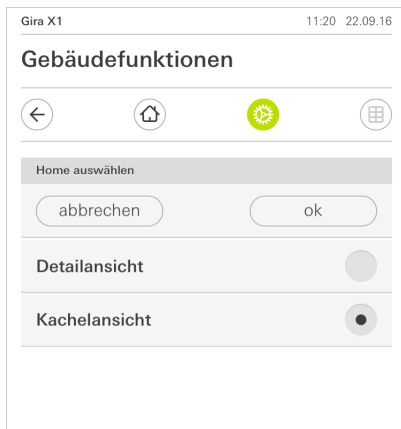 Gira X1 11:20 22.09.16
Gebäudefunktionen
Home auswählen
abbrechen ok
Detailansicht
Kachelansicht